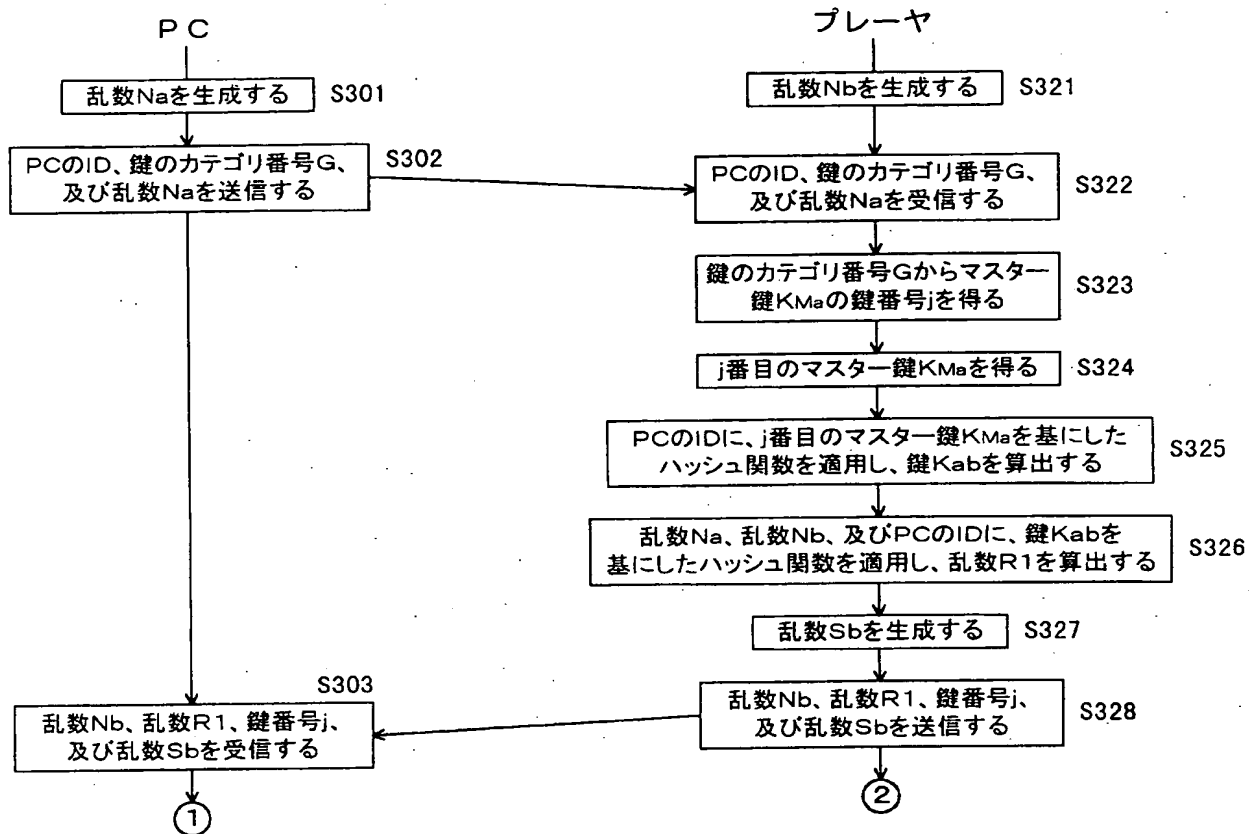 PC
乱数Naを生成する
S301
PCのID、鍵のカテゴリ番号G、
及び乱数Naを送信する
S302
プレーヤ
乱数Nbを生成する
S321
PCのID、鍵のカテゴリ番号G、
及び乱数Naを受信する
S322
鍵のカテゴリ番号Gからマスター
鍵KMaの鍵番号jを得る
S323
j番目のマスター鍵KMaを得る
S324
PCのIDに、j番目のマスター鍵KMaを基にした
ハッシュ関数を適用し、鍵Kabを算出する
S325
乱数Na、乱数Nb、及びPCのIDに、鍵Kabを
基にしたハッシュ関数を適用し、乱数R1を算出する
S326
乱数Sbを生成する
S327
乱数Nb、乱数R1、鍵番号j、
及び乱数Sbを送信する
S328
S303
乱数Nb、乱数R1、鍵番号j、
及び乱数Sbを受信する
①
②